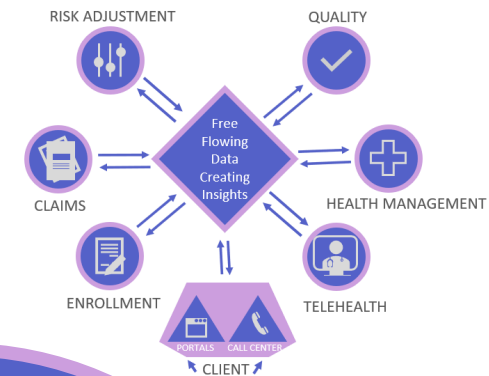 RISK ADJUSTMENT
QUALITY
Free
Flowing
Data
Creating
Insights
CLAIMS
HEALTH MANAGEMENT
ENROLLMENT
TELEHEALTH
PORTALS
CALL CENTER
CLIENT